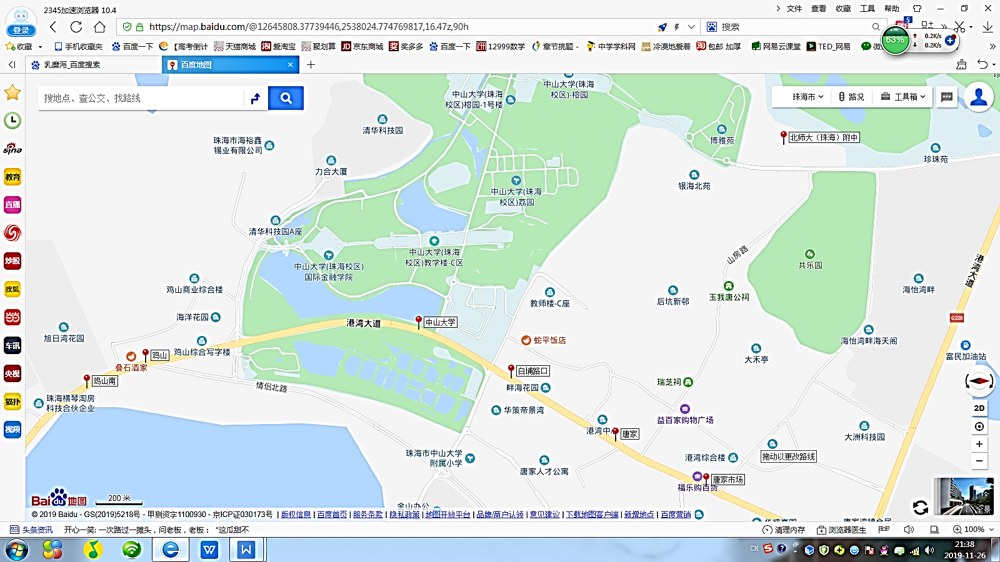 2345加速浏览器 10.4
文件 查看 收藏 工具 帮助
登录
https://map.baidu.com/@12645808.37739446,2538024.774769817,16.47z,90h
搜索
5
63%
0.2K/s
0.2K/s
收藏 手机收藏夹 百度一下 【高考倒计 天猫商城 爱淘宝 聚划算 京东商城 奖多多 百度一下 12999数学 章节挑题 - 中学学科网 冷漠地爱着 包邮 加厚 网易云课堂 TED_网易
乳糜泻_百度搜索
百度地图
搜地点、查公交、找路线
珠海市 路况 工具箱
sina
教育
直播
炒股
搜狐
当当
车讯
央视
猫扑
视频
中山大学(珠海
校区)榕园-1号楼
中山大学(珠海
校区)-榕园
清华科技园
珠海市海裕鑫
锡业有限公司
力合大厦
博雅苑
北师大（珠海）附中
珍珠苑
银海北苑
中山大学(珠海
校区)荔园
清华科技园A座
中山大学(珠海
校区)教学楼-C区
中山大学(珠海校区)
国际金融学院
山房路
共乐园
港湾大道
鸡山商业综合楼
海怡湾畔
教师楼-C座
后坑新邨
玉我唐公祠
海洋花园
G228
中山大学
港湾大道
旭日湾花园
鸡山综合写字楼
蛇平饭店
海怡湾畔海天阁
鸡山
叠石酒家
大禾亭
富民加油站
白埔路口
鸡山南
瑞芝祠
情侣北路
畔海花园
珠海横琴淘房
科技合伙企业
华策帝景湾
益百家购物广场
2D
港湾中
唐家
大洲科技园
珠海市中山大学
附属小学
唐家人才公寓
港湾综合楼
拖动以更改路线
唐家市场
福乐购百货
Bai du 地图
200 米
全景
金山办公
© 2019 Baidu - GS(2019)5218号 - 甲测资字1100930 - 京ICP证030173号 | 版权信息 | 百度首页 | 服务条款 | 隐私政策 | 地图开放平台 | 品牌/商户认领 | 意见建议 | 下载地图客户端 | 新增地点 | 百度营销
头条资讯 开心一笑: 一次路过一摊头，问老板，老板：“这瓜甜不
清理内存 浏览器医生 100%
CH
21:38
2019-11-26